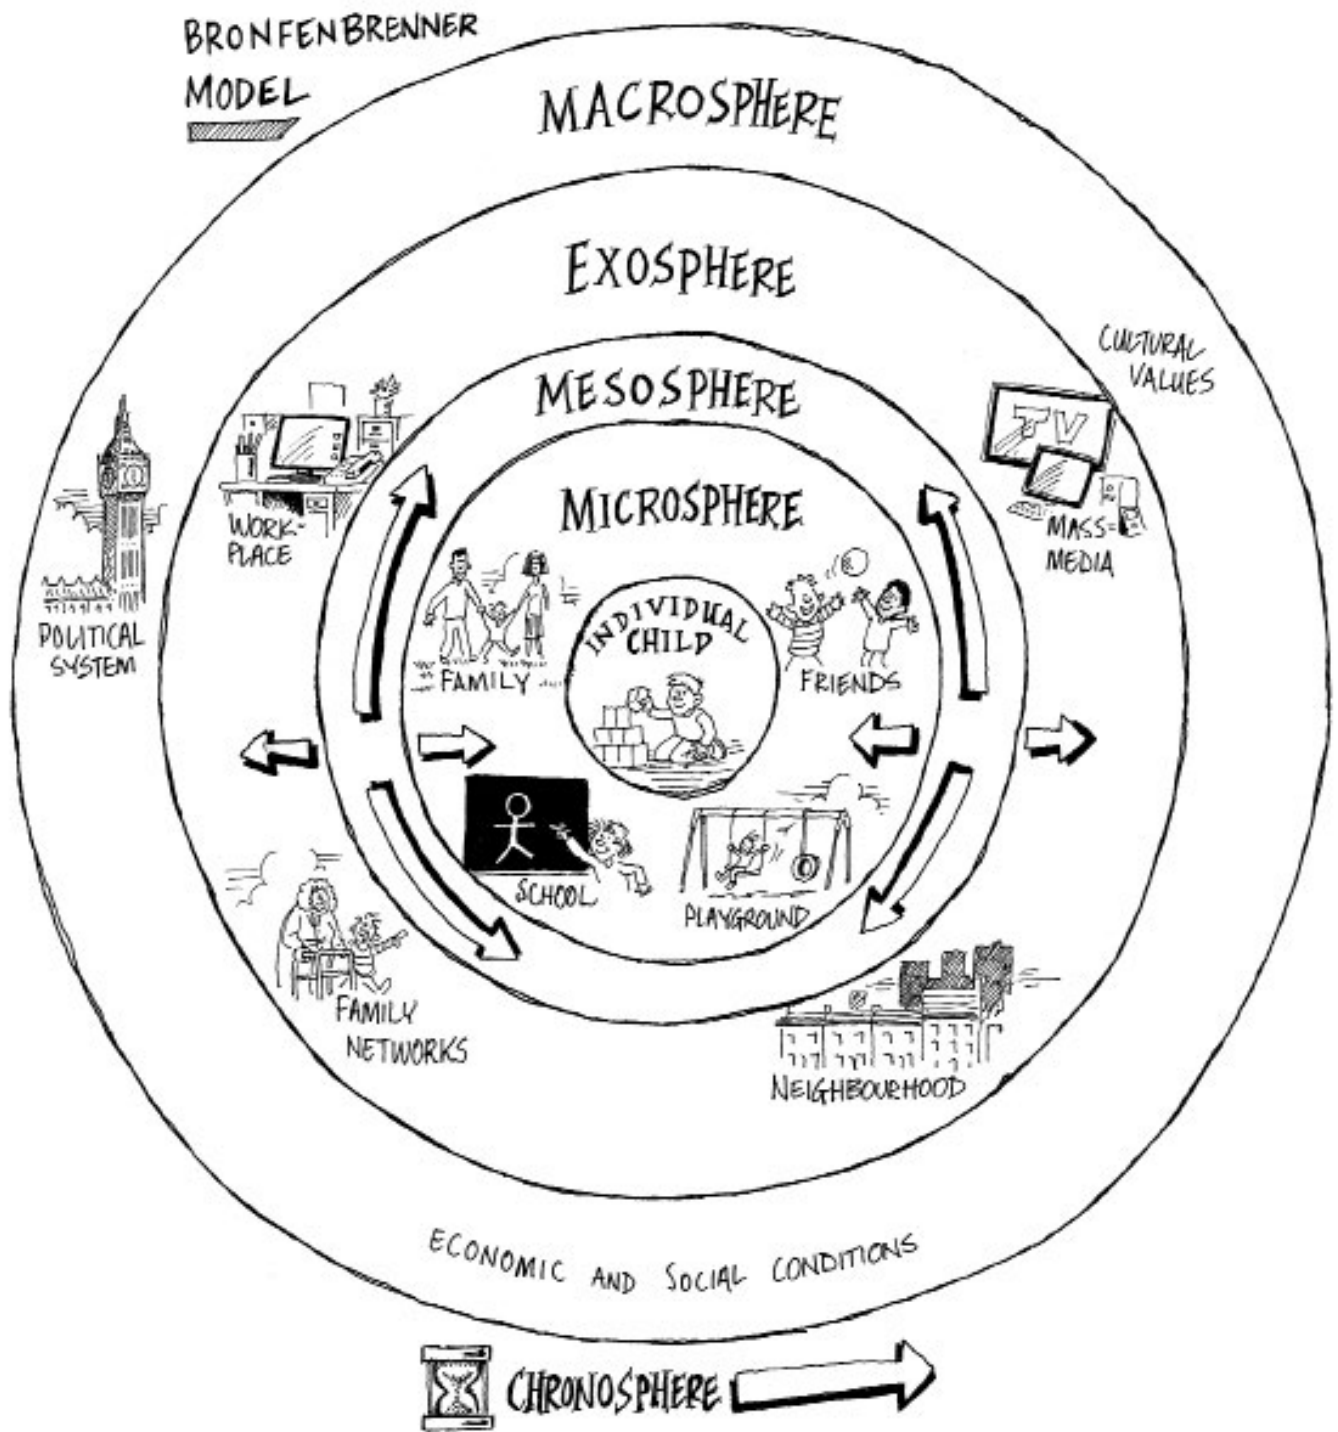 BRONFENBRENNER
MODEL
MACROSPHERE
EXOSPHERE
MESOSPHERE
MICROSPHERE
INDIVIDUAL
CHILD
CULTURAL
VALUES
TV
MASS-
MEDIA
WORK-
PLACE
POLITICAL
SYSTEM
FAMILY
FRIENDS
SCHOOL
PLAYGROUND
FAMILY
NETWORKS
NEIGHBOURHOOD
ECONOMIC AND SOCIAL CONDITIONS
CHRONOSPHERE